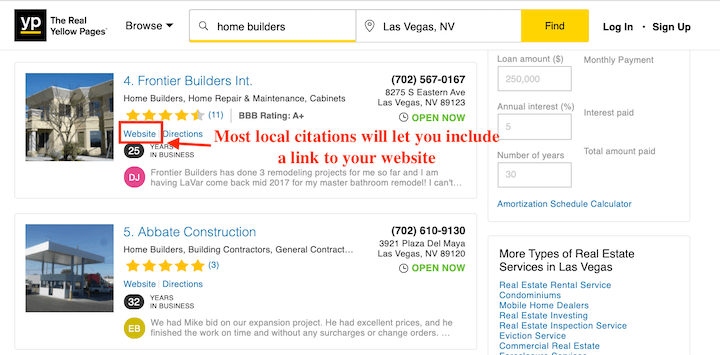 yp The Real Yellow Pages
Browse
home builders
Las Vegas, NV
Find
Log In · Sign Up
4. Frontier Builders Int.
Home Builders, Home Repair & Maintenance, Cabinets
(11) BBB Rating: A+
Website Directions
25 YEARS IN BUSINESS
DJ Frontier Builders has done 3 remodeling projects for me so far and I am
having LaVar come back mid 2017 for my master bathroom remodel! I can't...
(702) 567-0167
8275 S Eastern Ave
Las Vegas, NV 89123
OPEN NOW
Most local citations will let you include
a link to your website
5. Abbate Construction
Home Builders, Building Contractors, General Contract...
(3)
Website Directions
32 YEARS IN BUSINESS
EB We had Mike bid on our expansion project. He had excellent prices, and he
finished the work on time and without any surcharges or change orders. ...
(702) 610-9130
3921 Plaza Del Maya
Las Vegas, NV 89120
OPEN NOW
Loan amount ($) Monthly Payment
250,000
Annual interest (%) Interest paid
5
Number of years Total amount paid
30
Amortization Schedule Calculator
More Types of Real Estate
Services in Las Vegas
Real Estate Rental Service
Condominiums
Mobile Home Dealers
Real Estate Investing
Real Estate Inspection Service
Eviction Service
Commercial Real Estate
Foreclosure Services